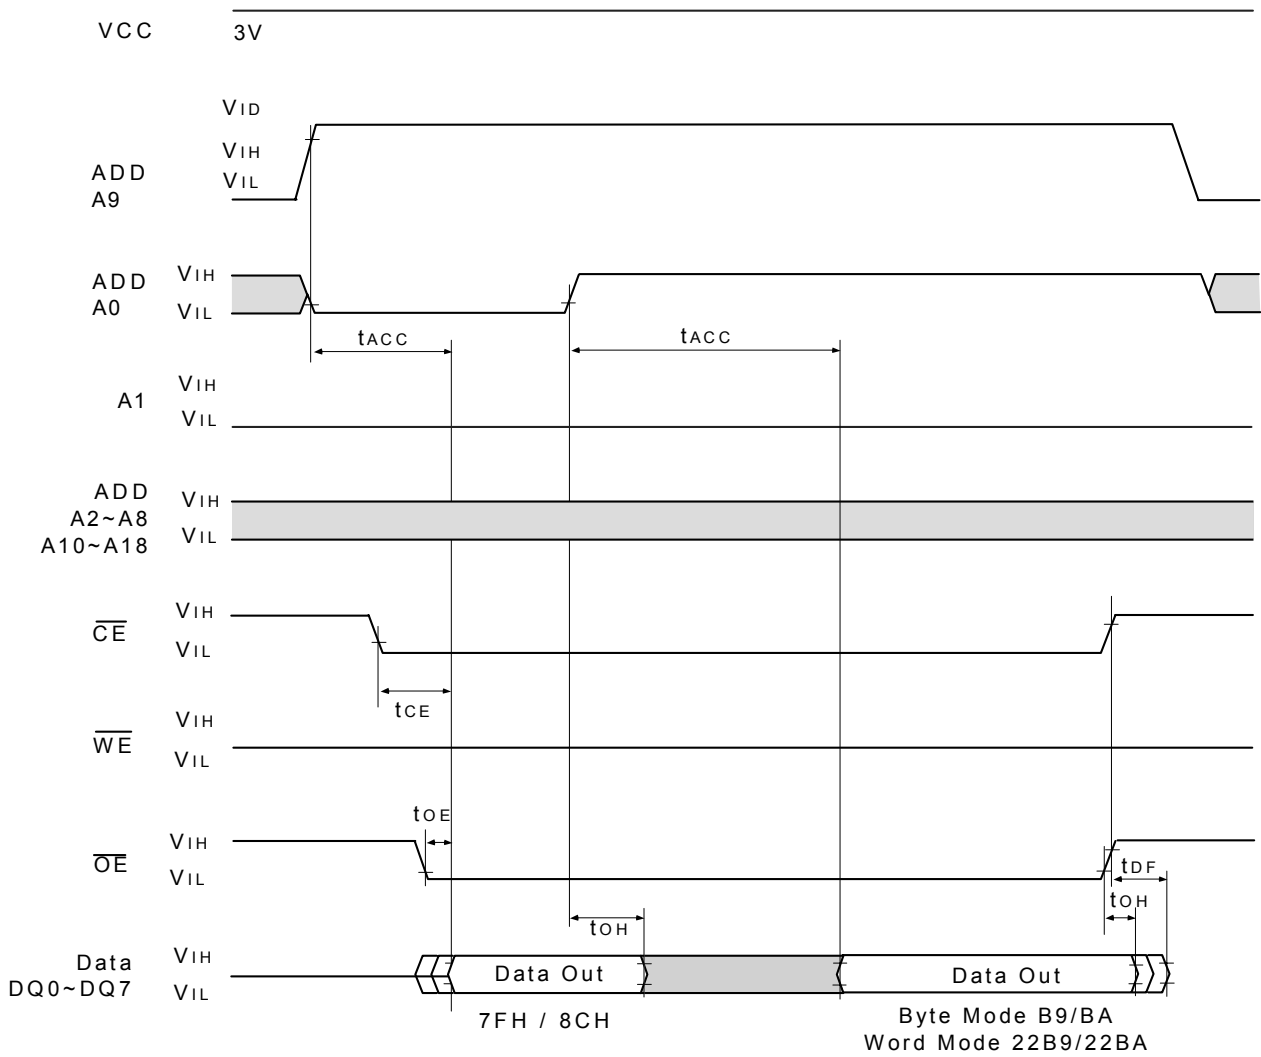 VCC 3V
VID
VIH
ADD VIL
A9
ADD VIH
A0 VIL
tACC tACC
A1 VIH
VIL
ADD VIH
A2~A8
A10~A18 VIL
CE VIH
VIL
tCE
WE VIH
VIL
tOE
OE VIH
VIL
tDF
tOH
tOH
Data VIH
DQ0~DQ7 VIL
Data Out Data Out
7FH / 8CH
Byte Mode B9/BA
Word Mode 22B9/22BA